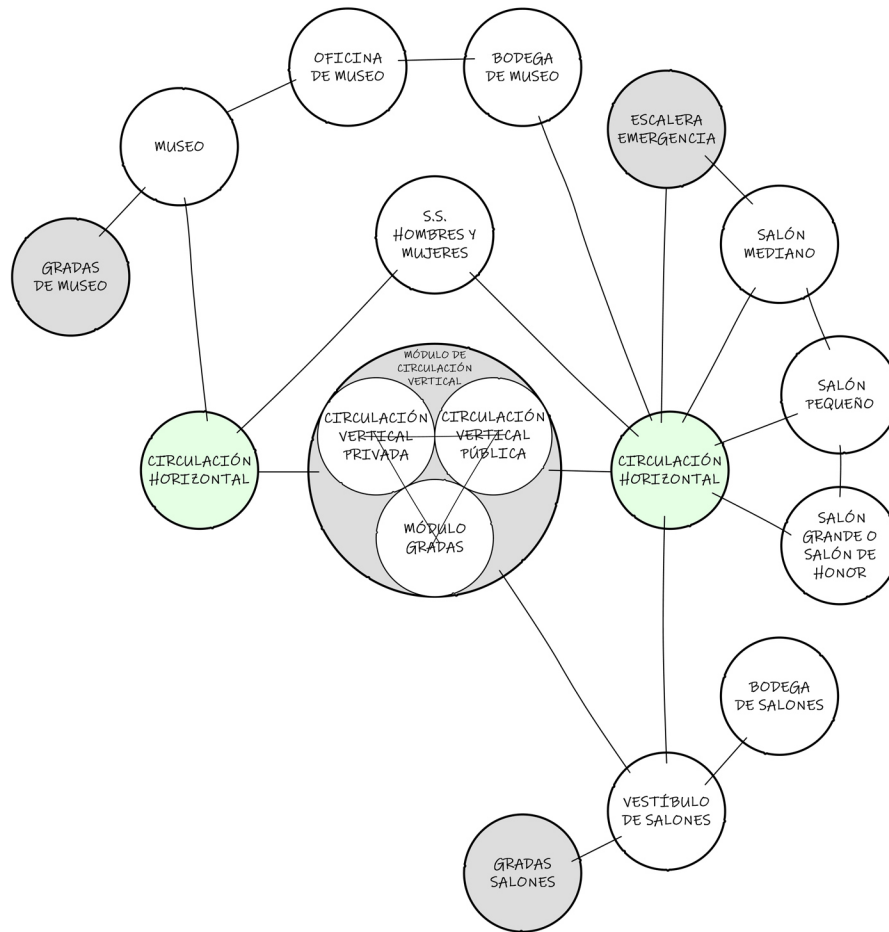 OFICINA
DE MUSEO
BODEGA
DE MUSEO
ESCALERA
EMERGENCIA
MUSEO
S.S.
HOMBRES Y
MUJERES
SALÓN
MEDIANO
GRADAS
DE MUSEO
MÓDULO DE
CIRCULACIÓN
VERTICAL
SALÓN
PEQUEÑO
CIRCULACIÓN
VERTICAL
PRIVADA
CIRCULACIÓN
VERTICAL
PÚBLICA
CIRCULACIÓN
HORIZONTAL
CIRCULACIÓN
HORIZONTAL
MÓDULO
GRADAS
SALÓN
GRANDE O
SALÓN DE
HONOR
BODEGA
DE SALONES
VESTÍBULO
DE SALONES
GRADAS
SALONES